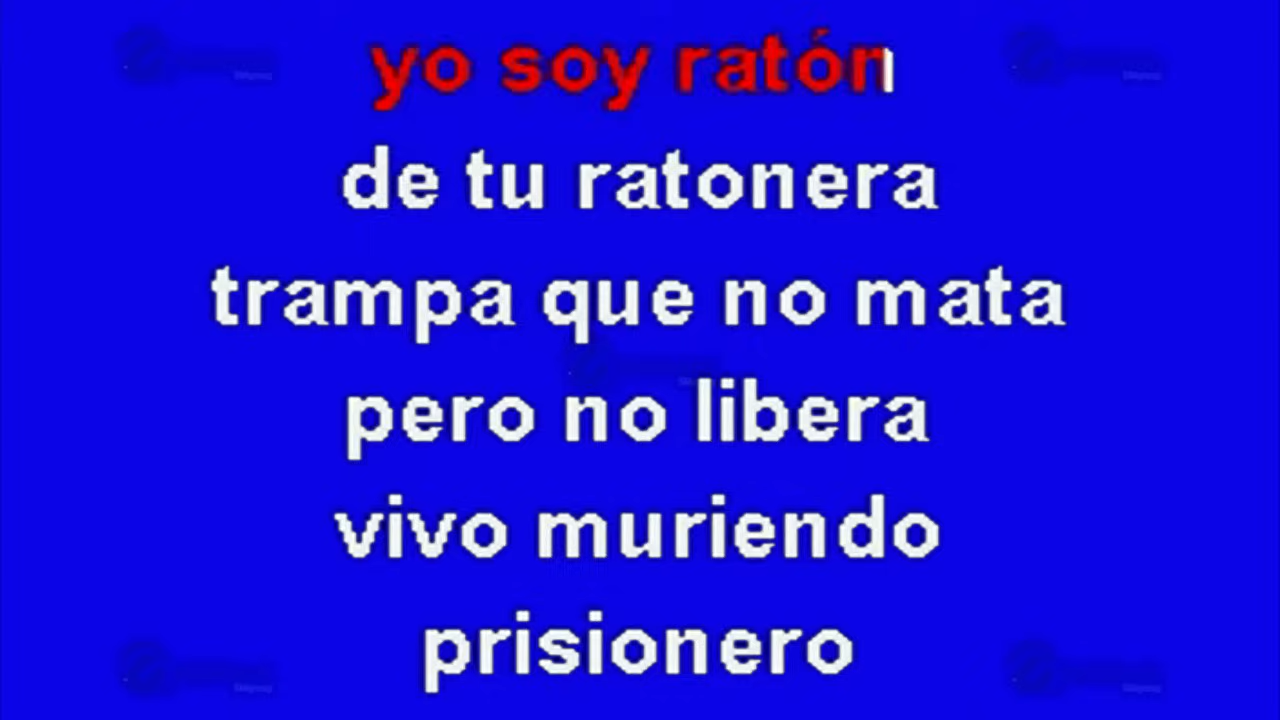 yo soy ratón
de tu ratonera
trampa que no mata
pero no libera
vivo muriendo
prisionero